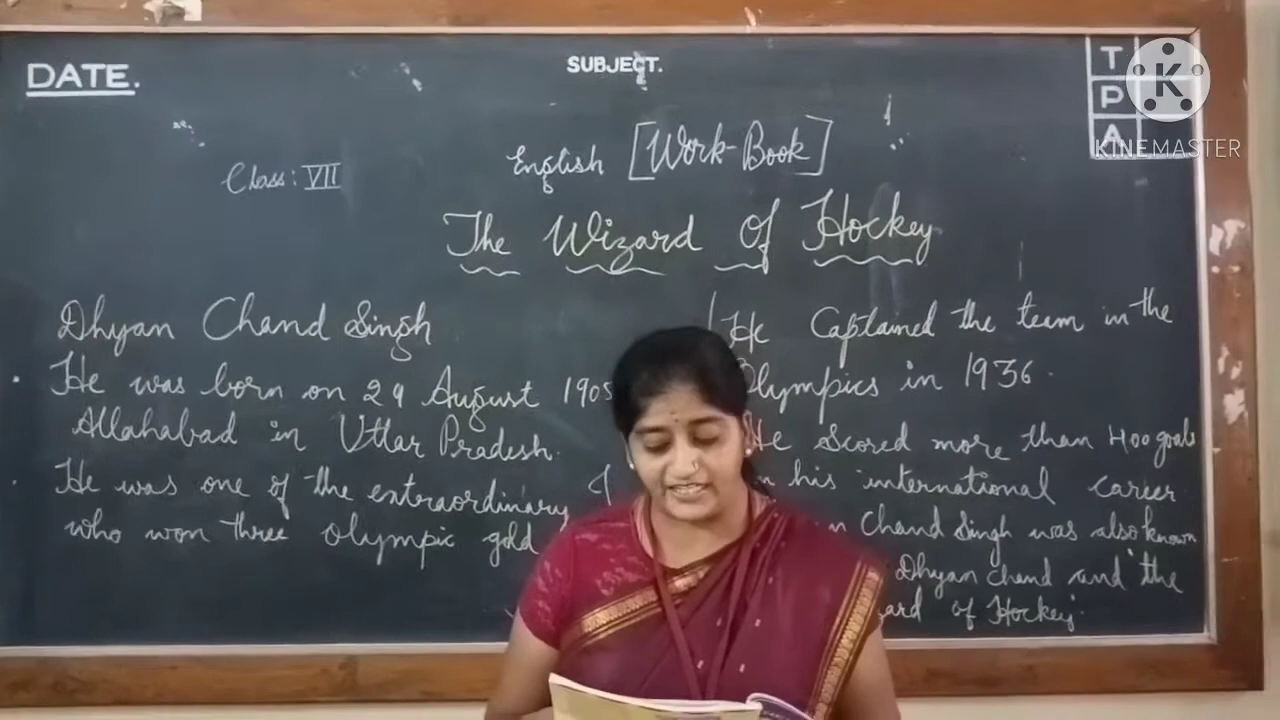 DATE.
SUBJECT.
T
P
A
K
KINEMASTER
English [Work-Book]
Class: VII
The Wizard Of Hockey
Dhyan Chand Singh
He was born on 29 August 1905
Allahabad in Uttar Pradesh.
He was one of the extraordinary
who won three olympic gold
He Captained the team in the
Olympics in 1936.
He Scored more than 400 goals
his international career
Chand Singh was also known
Dhyan Chand and the
of Hockey"